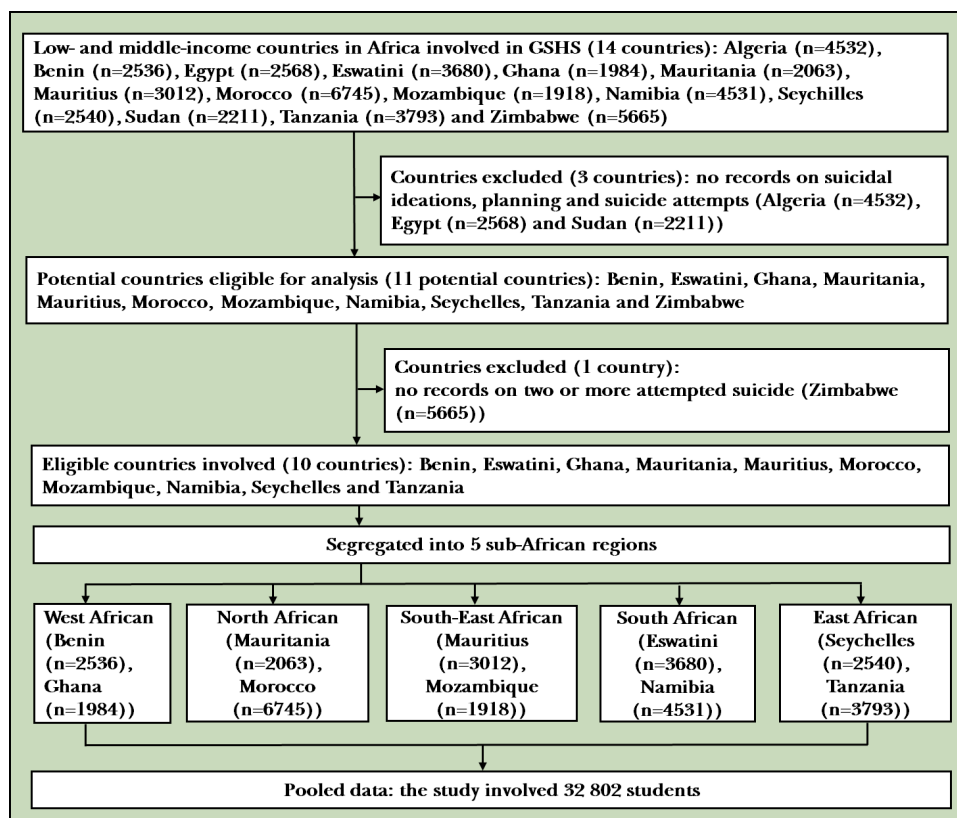 Low- and middle-income countries in Africa involved in GSHS (14 countries): Algeria (n=4532),
Benin (n=2536), Egypt (n=2568), Eswatini (n=3680), Ghana (n=1984), Mauritania (n=2063),
Mauritius (n=3012), Morocco (n=6745), Mozambique (n=1918), Namibia (n=4531), Seychilles
(n=2540), Sudan (n=2211), Tanzania (n=3793) and Zimbabwe (n=5665)
Countries excluded (3 countries): no records on suicidal
ideations, planning and suicide attempts (Algeria (n=4532),
Egypt (n=2568) and Sudan (n=2211))
Potential countries eligible for analysis (11 potential countries): Benin, Eswatini, Ghana, Mauritania,
Mauritius, Morocco, Mozambique, Namibia, Seychelles, Tanzania and Zimbabwe
Countries excluded (1 country):
no records on two or more attempted suicide (Zimbabwe
(n=5665))
Eligible countries involved (10 countries): Benin, Eswatini, Ghana, Mauritania, Mauritius, Morocco,
Mozambique, Namibia, Seychelles and Tanzania
Segregated into 5 sub-African regions
West African
(Benin
(n=2536),
Ghana
(n=1984))
North African
(Mauritania
(n=2063),
Morocco
(n=6745))
South-East African
(Mauritius
(n=3012),
Mozambique
(n=1918))
South African
(Eswatini
(n=3680),
Namibia
(n=4531))
East African
(Seychelles
(n=2540),
Tanzania
(n=3793))
Pooled data: the study involved 32 802 students